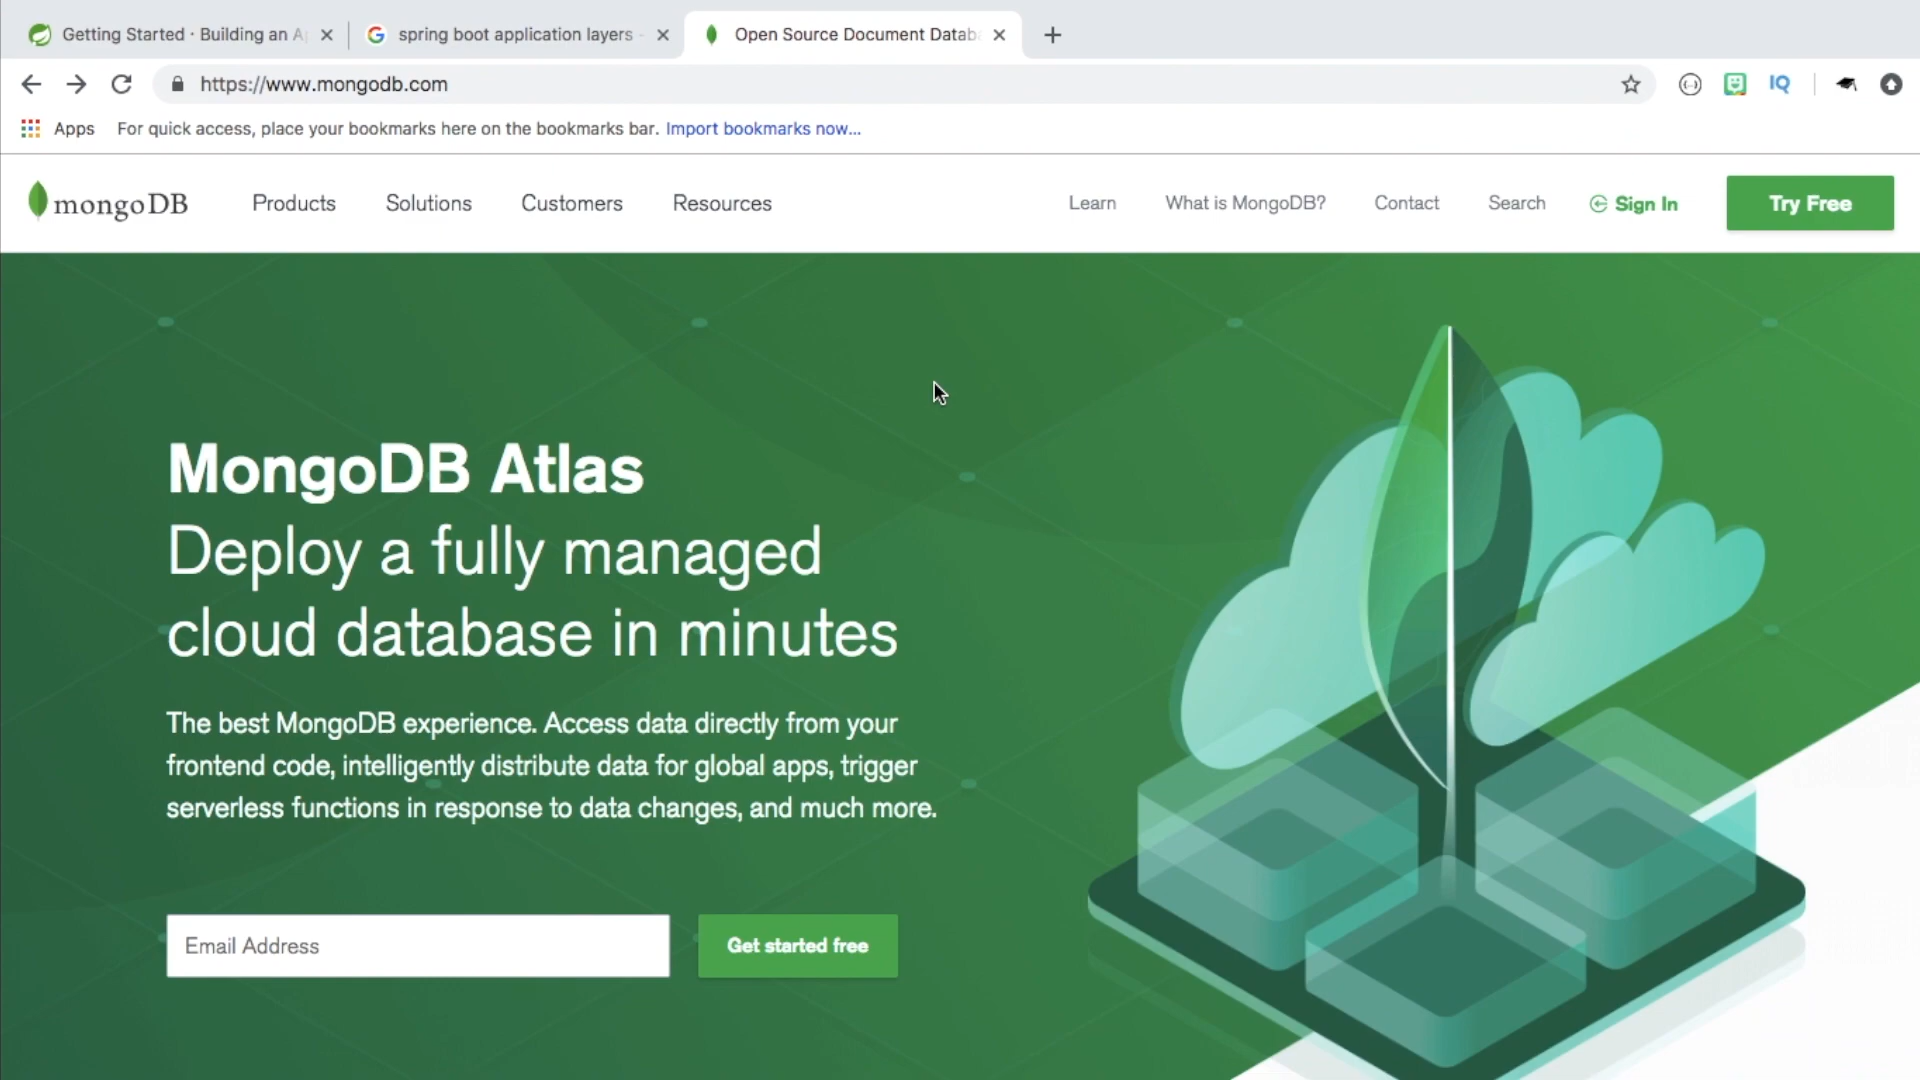 Getting Started · Building an A
spring boot application layers
Open Source Document Datab
https://www.mongodb.com
IQ
Apps
For quick access, place your bookmarks here on the bookmarks bar. Import bookmarks now...
mongoDB
Products
Solutions
Customers
Resources
Learn
What is MongoDB?
Contact
Search
Sign In
Try Free
MongoDB Atlas
Deploy a fully managed
cloud database in minutes
The best MongoDB experience. Access data directly from your
frontend code, intelligently distribute data for global apps, trigger
serverless functions in response to data changes, and much more.
Email Address
Get started free